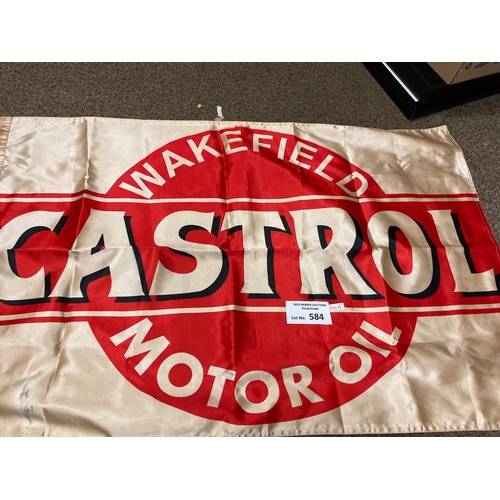 WAKEFIELD
CASTROL
MOTOR OIL
Lot No. 584